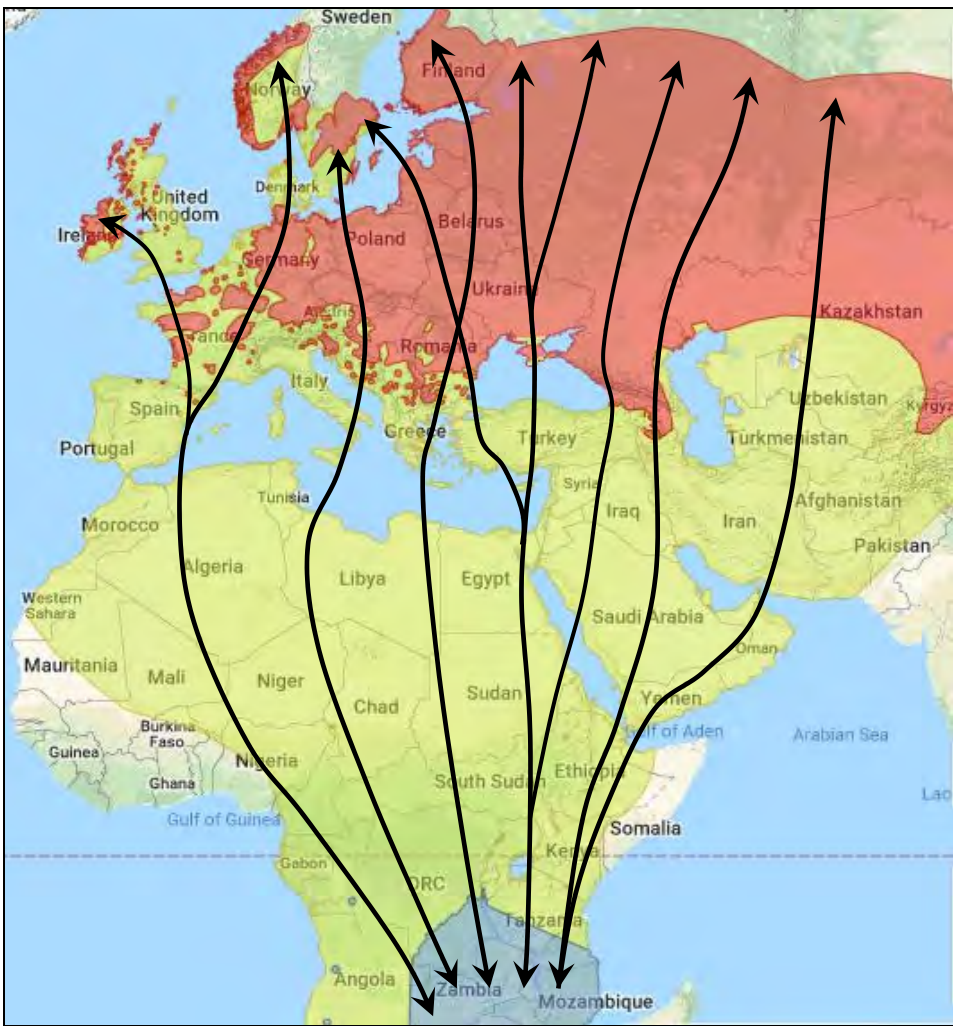 Sweden
Finland
Norway
United
Kingdom
Denmark
Ireland
Belarus
Poland
Germany
Ukraine
Kazakhstan
Austria
France
Romania
Italy
Uzbekistan
Kyrgyz
Spain
Greece
Turkey
Turkmenistan
Portugal
Syria
Tunisia
Afghanistan
Iraq
Iran
Morocco
Pakistan
Algeria
Libya
Egypt
Western
Sahara
Saudi Arabia
Oman
Mauritania
Mali
Niger
Sudan
Chad
Yemen
Burkina
Faso
Gulf of Aden
Arabian Sea
Guinea
Nigeria
Ethiopia
Ghana
South Sudan
Lac
Gulf of Guinea
Somalia
Kenya
Gabon
DRC
Tanzania
Angola
Zambia
Mozambique